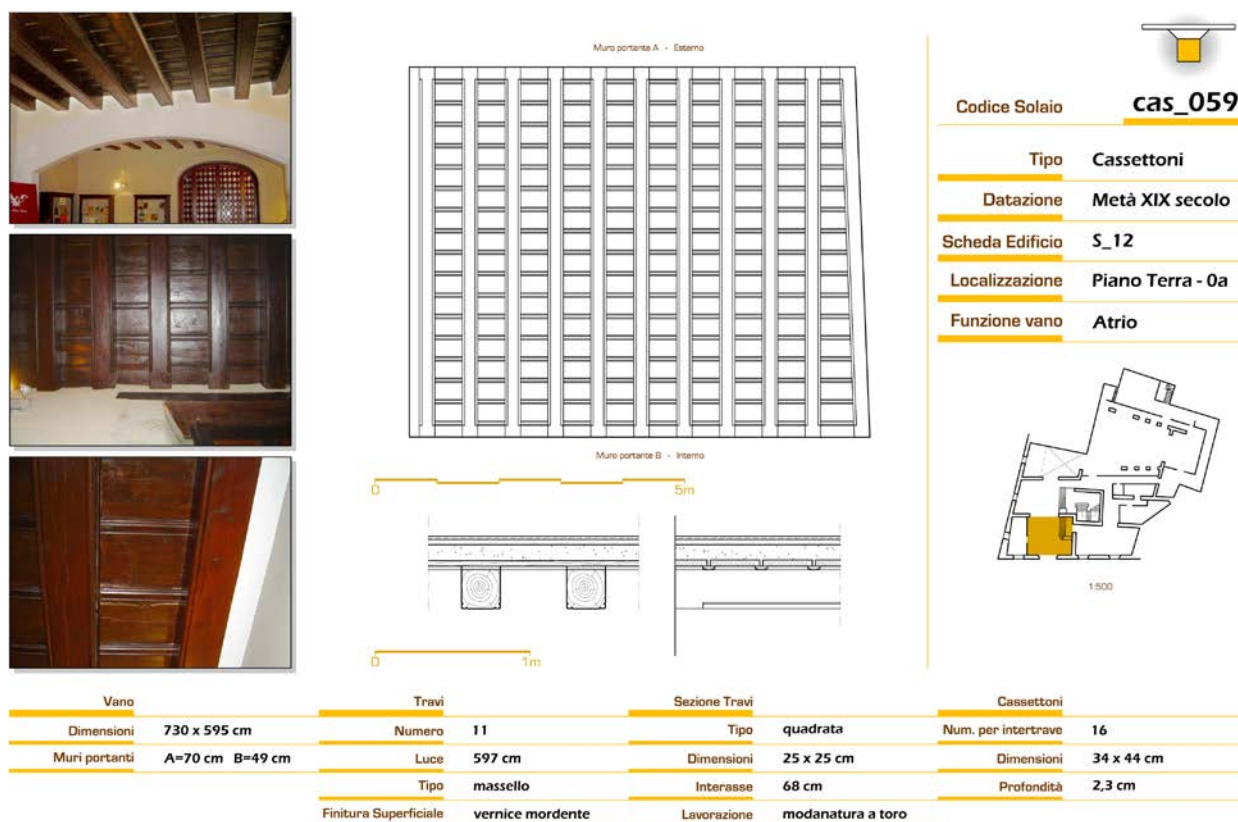 Muro portante A - Esterno
Muro portante B - Interno
0 5m
0 1m
Codice Solaio cas_059
Tipo Cassettoni
Datazione Metà XIX secolo
Scheda Edificio S_12
Localizzazione Piano Terra - 0a
Funzione vano Atrio
1:500
Vano
Dimensioni 730 x 595 cm
Muri portanti A=70 cm B=49 cm
Travi
Numero 11
Luce 597 cm
Tipo massello
Finitura Superficiale vernice mordente
Sezione Travi
Tipo quadrata
Dimensioni 25 x 25 cm
Interasse 68 cm
Lavorazione modanatura a toro
Cassettoni
Num. per intertrave 16
Dimensioni 34 x 44 cm
Profondità 2,3 cm